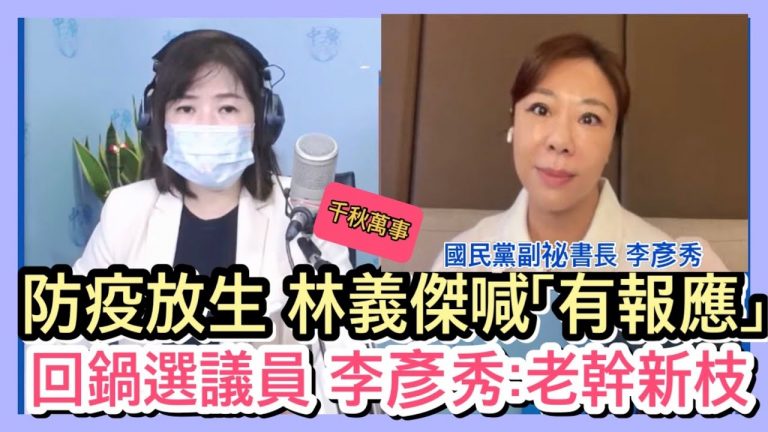 千秋萬事
國民黨副祕書長 李彥秀
防疫放生 林義傑喊「有報應」
回鍋選議員 李彥秀:老幹新枝